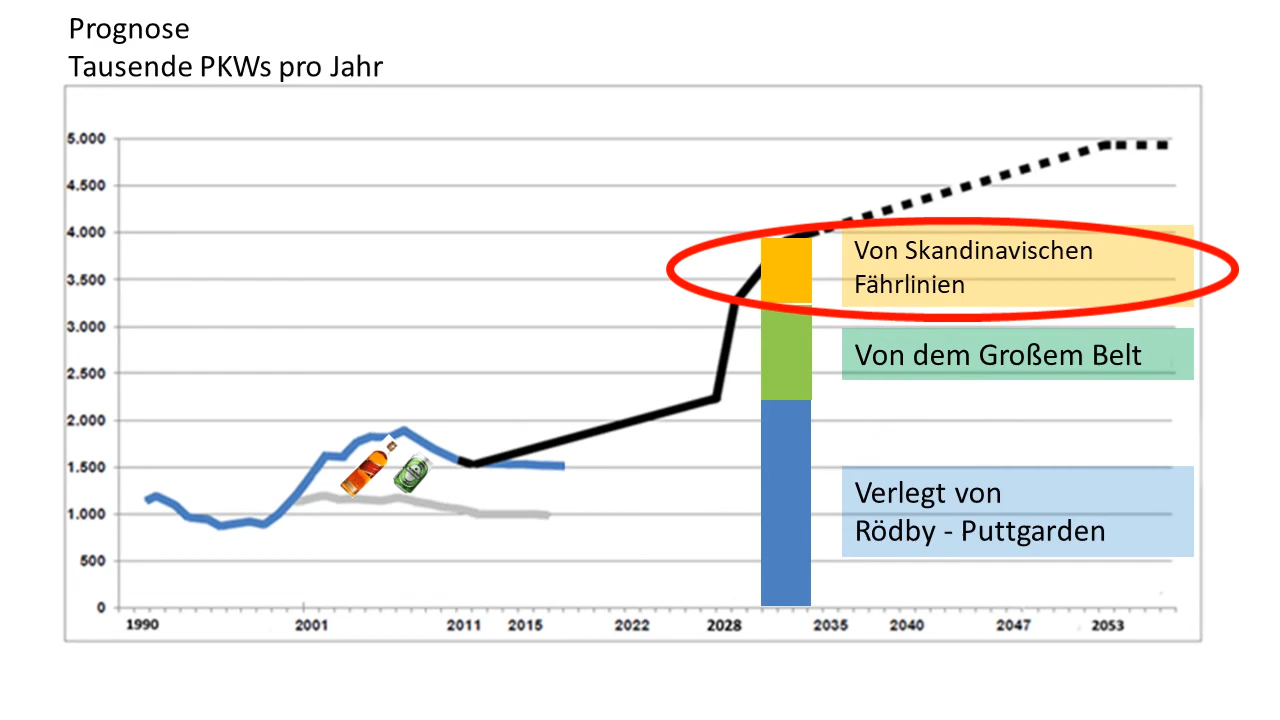 Prognose
Tausende PKWs pro Jahr
5.000
4.500
4.000
3.500
3.000
2.500
2.000
1.500
1.000
500
0
1990 2001 2011 2015 2022 2028 2035 2040 2047 2053
Von Skandinavischen
Fährlinien
Von dem Großem Belt
Verlegt von
Rödby - Puttgarden